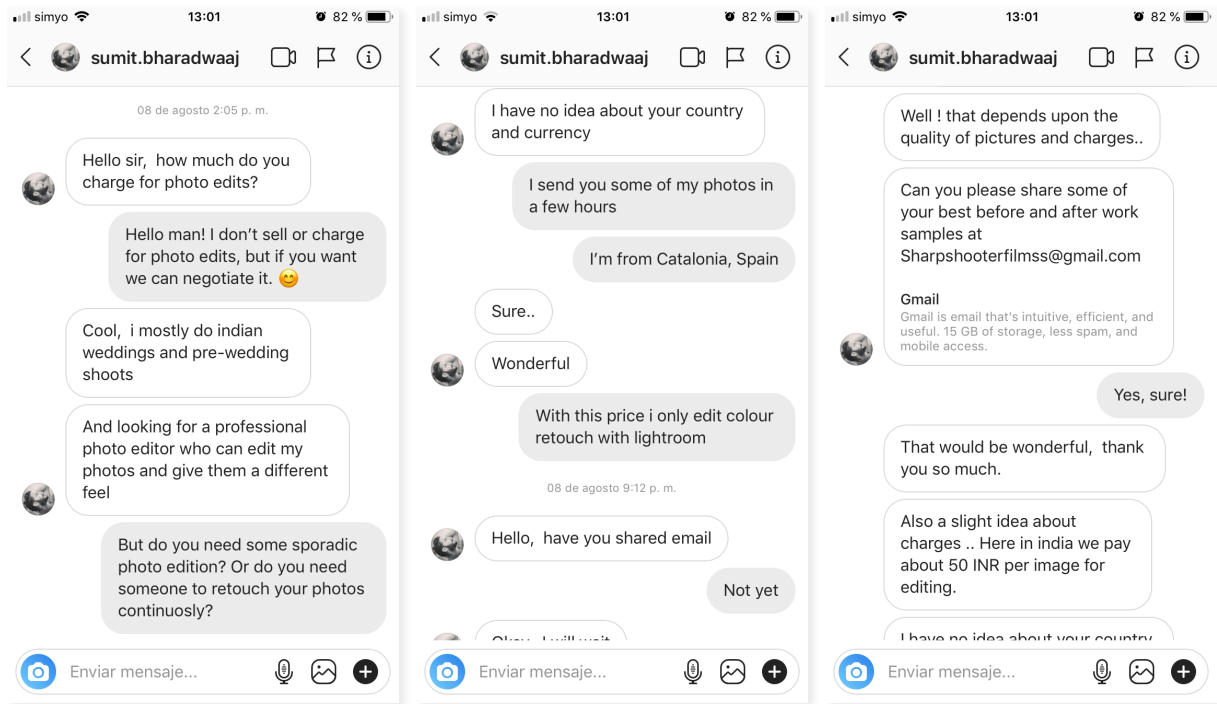 simyo 13:01 82 %
sumit.bharadwaaj
08 de agosto 2:05 p. m.
Hello sir, how much do you
charge for photo edits?
Hello man! I don't sell or charge
for photo edits, but if you want
we can negotiate it. 😊
Cool, i mostly do indian
weddings and pre-wedding
shoots
And looking for a professional
photo editor who can edit my
photos and give them a different
feel
But do you need some sporadic
photo edition? Or do you need
someone to retouch your photos
continuosly?
Enviar mensaje...
simyo 13:01 82 %
sumit.bharadwaaj
I have no idea about your country
and currency
I send you some of my photos in
a few hours
I'm from Catalonia, Spain
Sure..
Wonderful
With this price i only edit colour
retouch with lightroom
08 de agosto 9:12 p. m.
Hello, have you shared email
Not yet
Okay.. I will wait
Enviar mensaje...
simyo 13:01 82 %
sumit.bharadwaaj
Well ! that depends upon the
quality of pictures and charges..
Can you please share some of
your best before and after work
samples at
Sharpshooterfilmss@gmail.com
Gmail
Gmail is email that's intuitive, efficient, and
useful. 15 GB of storage, less spam, and
mobile access.
Yes, sure!
That would be wonderful, thank
you so much.
Also a slight idea about
charges .. Here in india we pay
about 50 INR per image for
editing.
I have no idea about your country
Enviar mensaje...